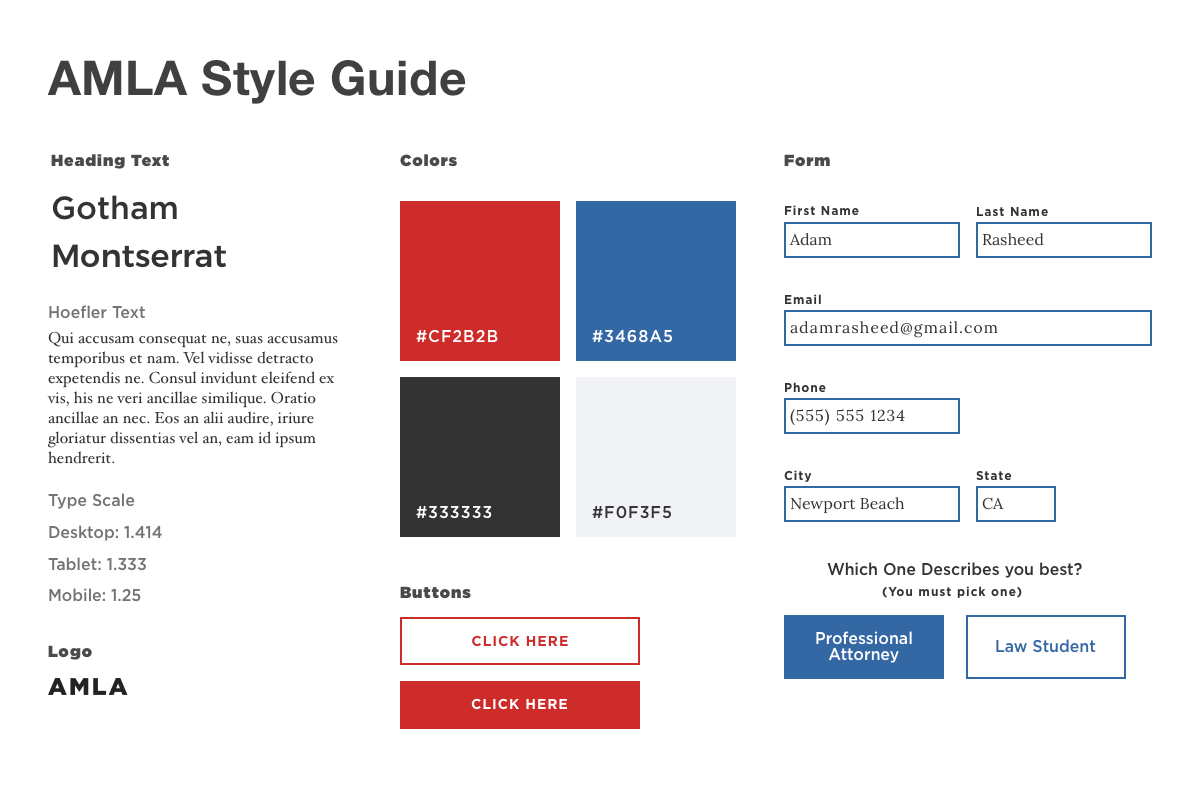 AMLA Style Guide
Heading Text
Gotham
Montserrat
Hoefler Text
Qui accusam consequat ne, suas accusamus
temporibus et nam. Vel vidisse detracto
expetendis ne. Consul invidunt eleifend ex
vis, his ne veri ancillae similique. Oratio
ancillae an nec. Eos an alii audire, iriure
gloriatur dissentias vel an, eam id ipsum
hendrerit.
Type Scale
Desktop: 1.414
Tablet: 1.333
Mobile: 1.25
Logo
AMLA
Colors
#CF2B2B
#3468A5
#333333
#F0F3F5
Buttons
CLICK HERE
CLICK HERE
Form
First Name
Last Name
Adam
Rasheed
Email
adamrasheed@gmail.com
Phone
(555) 555 1234
City
State
Newport Beach
CA
Which One Describes you best?
(You must pick one)
Professional
Attorney
Law Student